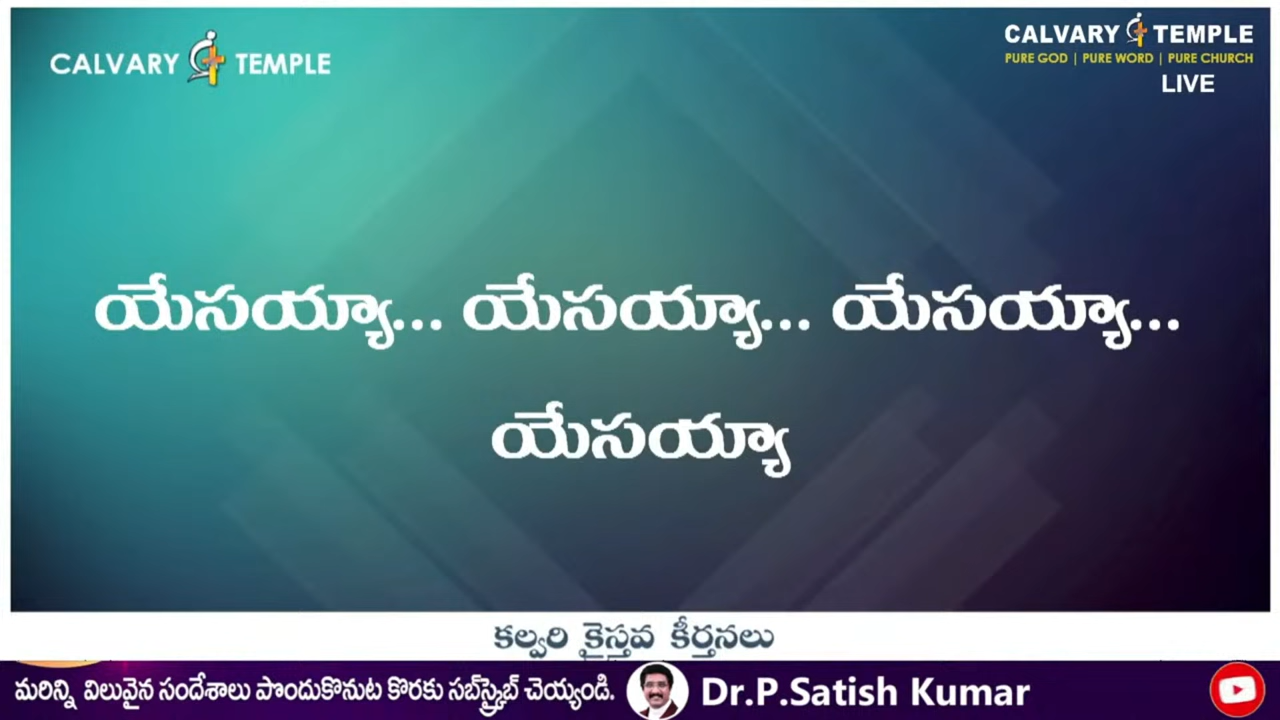 CALVARY TEMPLE
CALVARY TEMPLE
PURE GOD | PURE WORD | PURE CHURCH
LIVE
యేసయ్యా... యేసయ్యా... యేసయ్యా...
యేసయ్యా
కల్వరి క్రైస్తవ కీర్తనలు
మరిన్ని విలువైన సందేశాలు పొందుకొనుట కొరకు సబ్‌స్క్రైబ్ చెయ్యండి. Dr.P.Satish Kumar